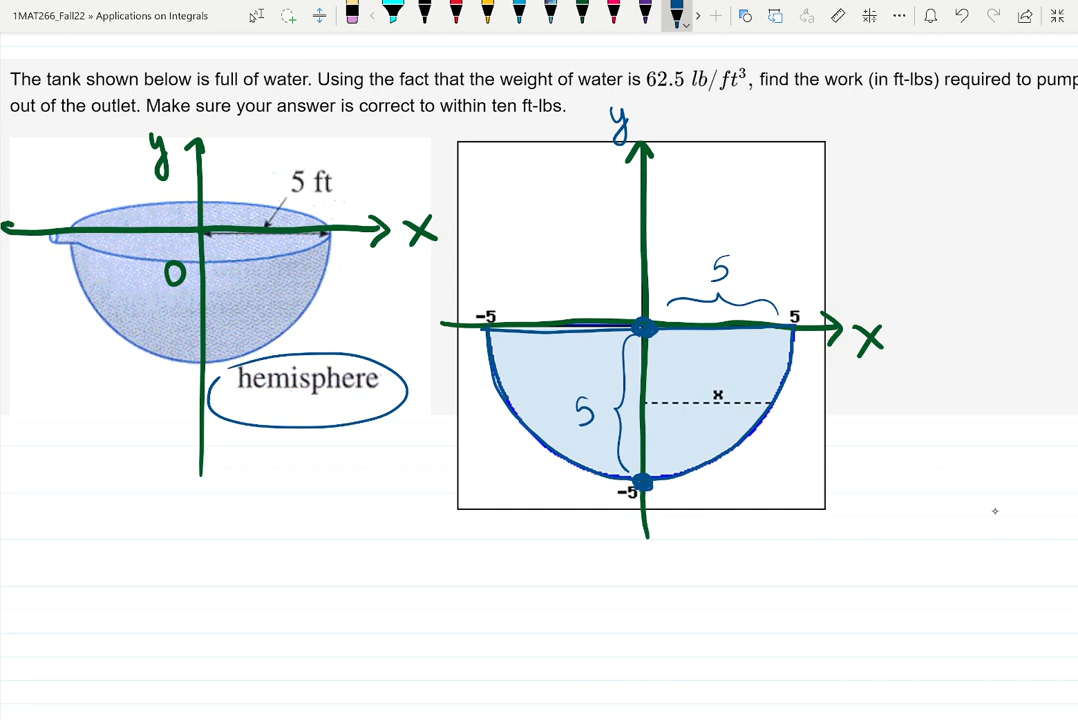 1MAT266_Fall22 » Applications on Integrals
The tank shown below is full of water. Using the fact that the weight of water is 62.5 lb/ft³, find the work (in ft-lbs) required to pump
out of the outlet. Make sure your answer is correct to within ten ft-lbs.
y
y
5 ft
x
0
5
-5
5
x
5
x
hemisphere
-5